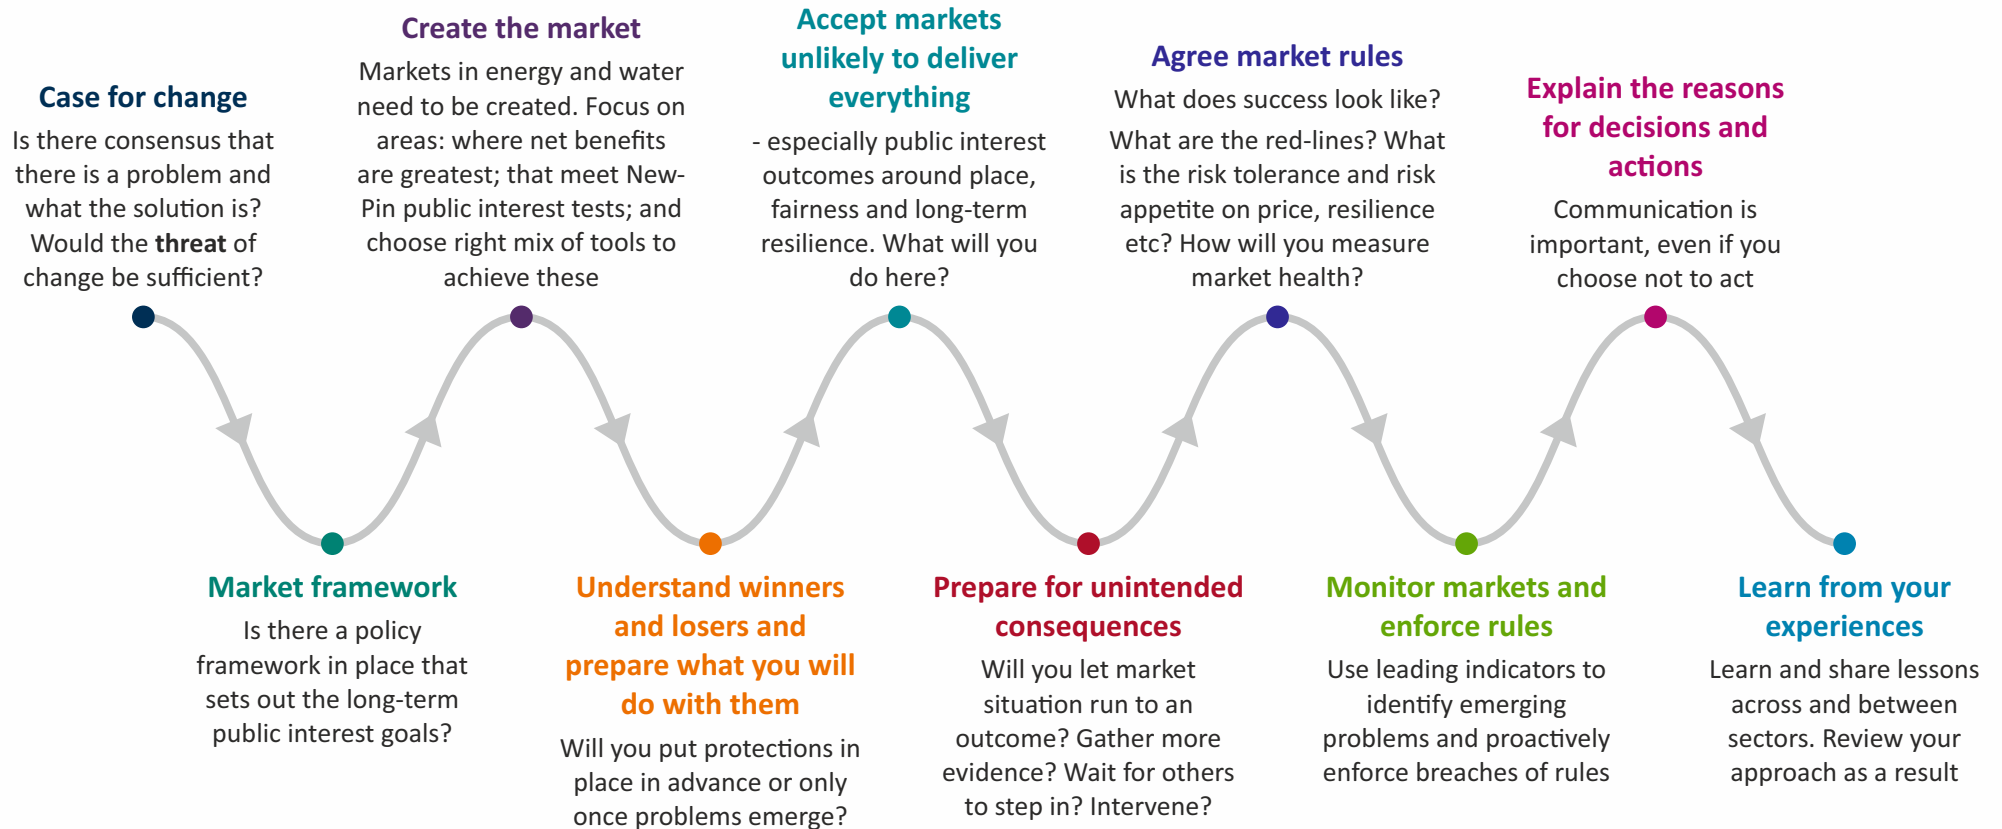 Case for change
Is there consensus that
there is a problem and
what the solution is?
Would the threat of
change be sufficient?
Market framework
Is there a policy
framework in place that
sets out the long-term
public interest goals?
Create the market
Markets in energy and water
need to be created. Focus on
areas: where net benefits
are greatest; that meet New-
Pin public interest tests; and
choose right mix of tools to
achieve these
Understand winners
and losers and
prepare what you will
do with them
Will you put protections in
place in advance or only
once problems emerge?
Accept markets
unlikely to deliver
everything
- especially public interest
outcomes around place,
fairness and long-term
resilience. What will you
do here?
Prepare for unintended
consequences
Will you let market
situation run to an
outcome? Gather more
evidence? Wait for others
to step in? Intervene?
Agree market rules
What does success look like?
What are the red-lines? What
is the risk tolerance and risk
appetite on price, resilience
etc? How will you measure
market health?
Monitor markets and
enforce rules
Use leading indicators to
identify emerging
problems and proactively
enforce breaches of rules
Explain the reasons
for decisions and
actions
Communication is
important, even if you
choose not to act
Learn from your
experiences
Learn and share lessons
across and between
sectors. Review your
approach as a result